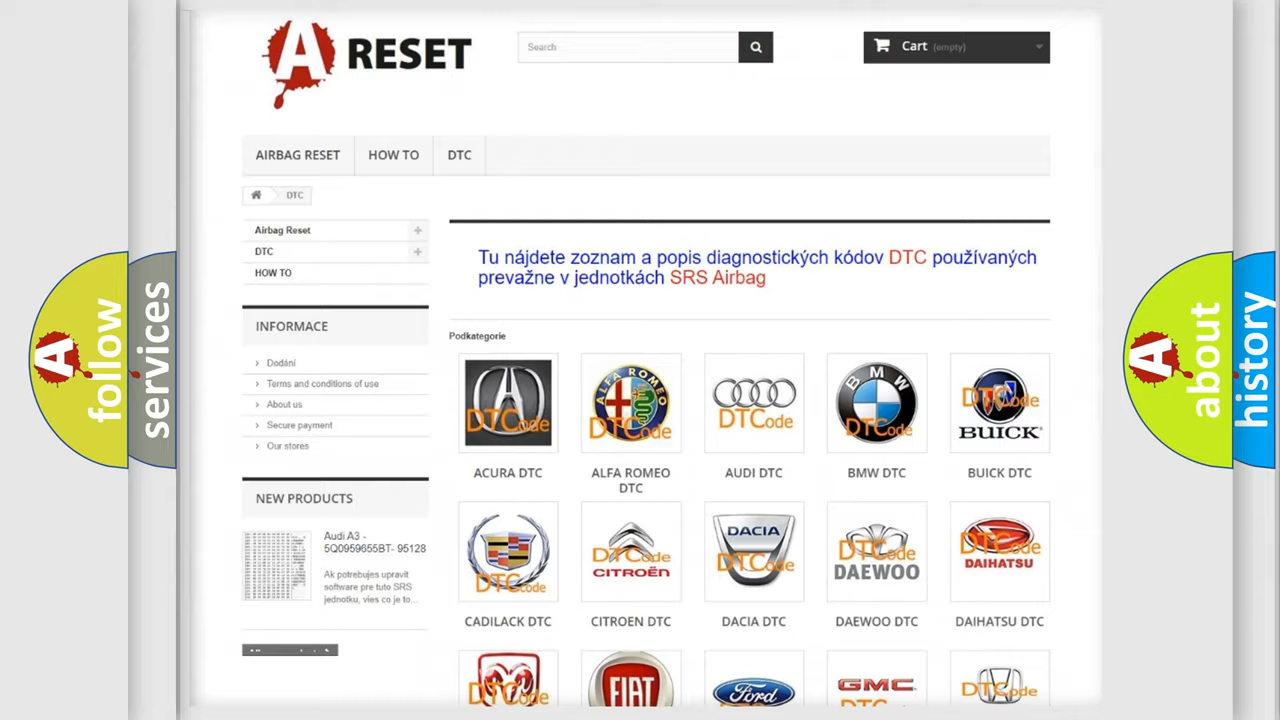 A RESET
Search
Cart (empty)
AIRBAG RESET
HOW TO
DTC
DTC
Airbag Reset
DTC
HOW TO
Tu nájdete zoznam a popis diagnostických kódov DTC používaných
prevažne v jednotkách SRS Airbag
INFORMACE
Dodání
Terms and conditions of use
About us
Secure payment
Our stores
NEW PRODUCTS
Audi A3 -
5Q0959655BT- 95128
Ak potrebujes upravit
software pre tuto SRS
jednotku, vies co je to...
Podkategorie
DTCode
ALFA ROMEO
DTCode
DTCode
BMW
DTCode
DTCode
BUICK
ACURA DTC
ALFA ROMEO
DTC
AUDI DTC
BMW DTC
BUICK DTC
DTCode
DTCode
CITROËN
DACIA
DTCode
DTCode
DAEWOO
DTCode
DAIHATSU
CADILACK DTC
CITROEN DTC
DACIA DTC
DAEWOO DTC
DAIHATSU DTC
DTCode
FIAT
Ford
GMC
DTCode
A follow
services
A about
history